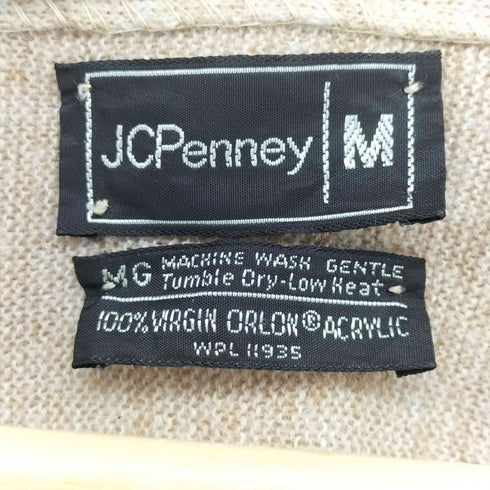 JCPenney M
MG MACHINE WASH GENTLE
Tumble Dry-Low Heat
100% VIRGIN ORLON® ACRYLIC
WPL 11935